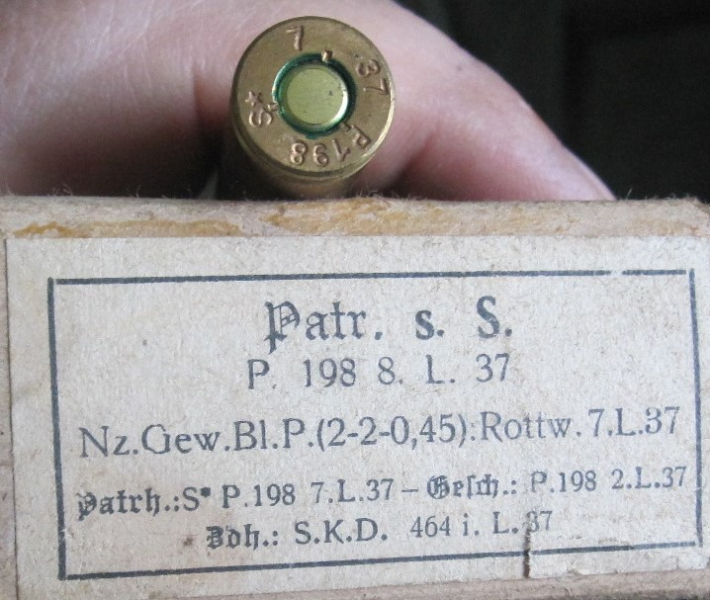 7 37 P198 S*
Patr. s. S.
P. 198 8. L. 37
Nz.Gew.Bl.P.(2-2-0,45):Rottw.7.L.37
Patrh.:S* P.198 7.L.37 – Gesch.: P.198 2.L.37
Zdh.: S.K.D. 464 i. L. 37